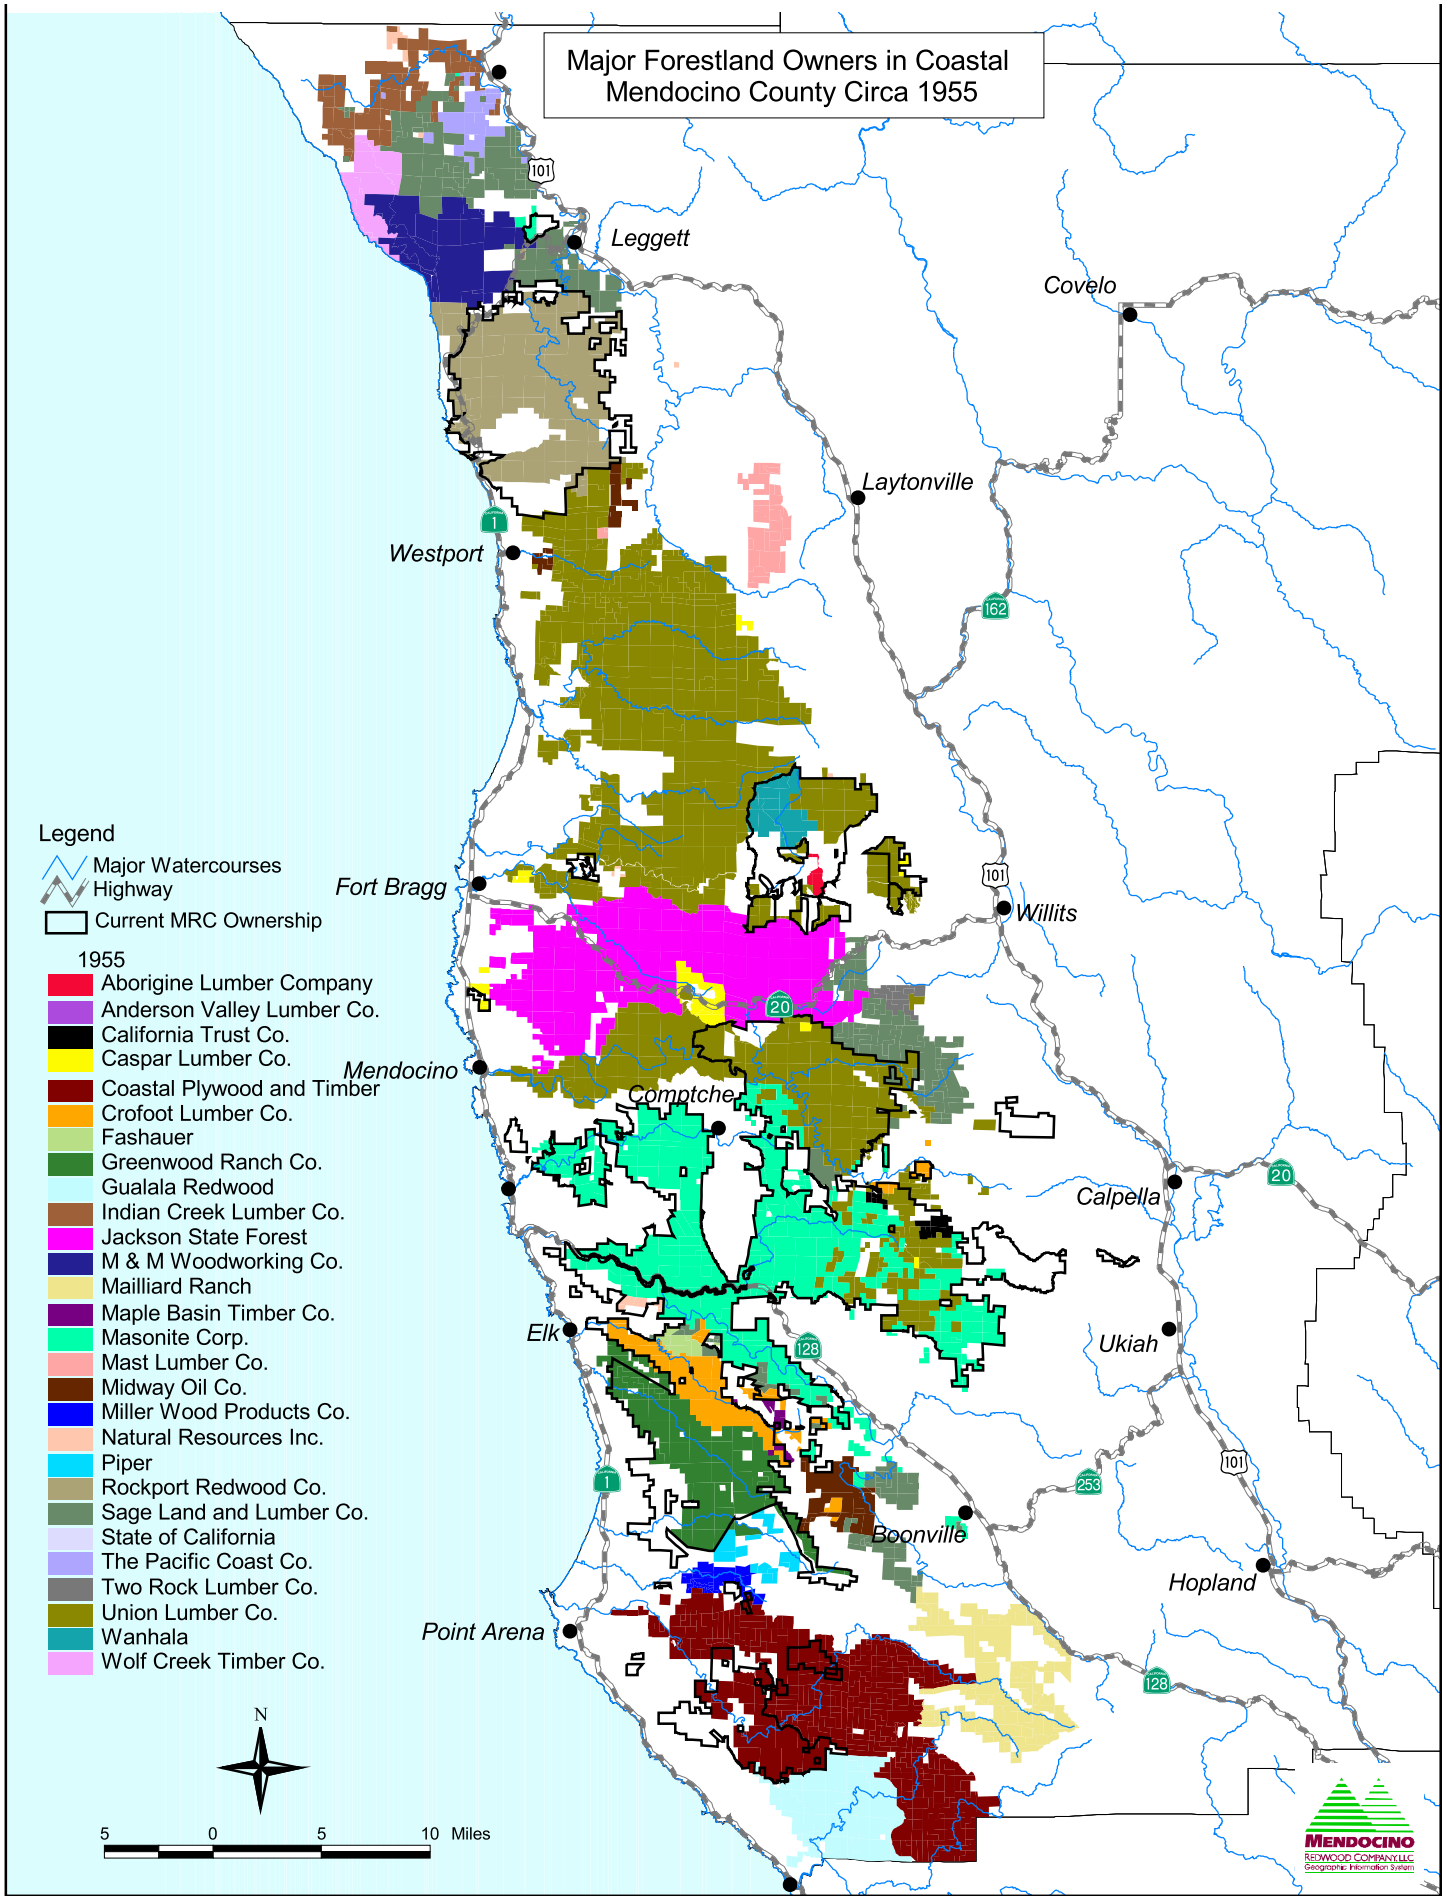 Major Forestland Owners in Coastal
Mendocino County Circa 1955
101
Leggett
Covelo
Laytonville
1
Westport
162
Legend
Major Watercourses
Highway
Current MRC Ownership
Fort Bragg
101
Willits
1955
Aborigine Lumber Company
Anderson Valley Lumber Co.
California Trust Co.
Caspar Lumber Co.
Coastal Plywood and Timber
Crofoot Lumber Co.
Fashauer
Greenwood Ranch Co.
Gualala Redwood
Indian Creek Lumber Co.
Jackson State Forest
M & M Woodworking Co.
Mailliard Ranch
Maple Basin Timber Co.
Masonite Corp.
Mast Lumber Co.
Midway Oil Co.
Miller Wood Products Co.
Natural Resources Inc.
Piper
Rockport Redwood Co.
Sage Land and Lumber Co.
State of California
The Pacific Coast Co.
Two Rock Lumber Co.
Union Lumber Co.
Wanhala
Wolf Creek Timber Co.
20
Mendocino
Comptche
20
Calpella
Elk
128
Ukiah
1
101
253
Boonville
Hopland
Point Arena
128
N
5 0 5 10 Miles
MENDOCINO
REDWOOD COMPANY, LLC
Geographic Information System